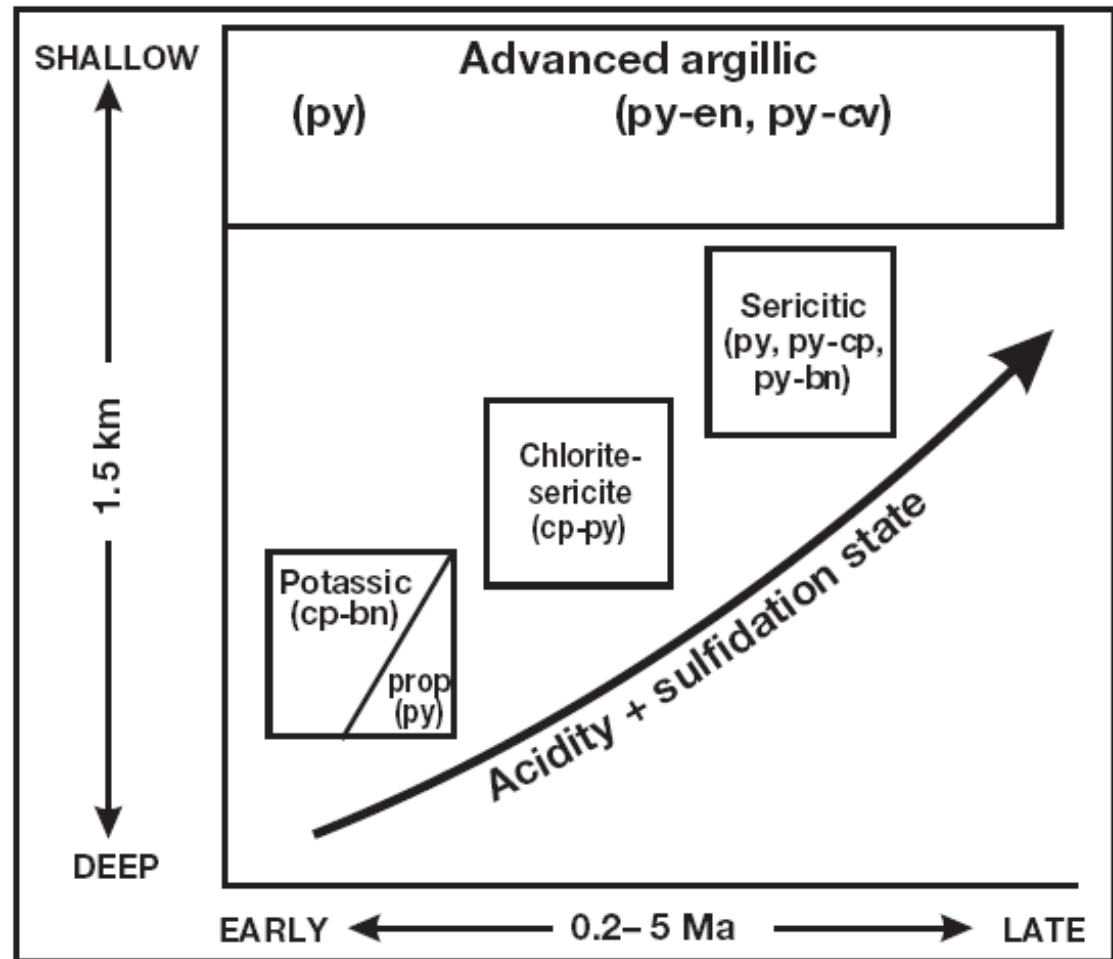 SHALLOW
1.5 km
DEEP
Advanced argillic
(py)
(py-en, py-cv)
Sericitic
(py, py-cp,
py-bn)
Chlorite-
sericite
(cp-py)
Potassic
(cp-bn)
prop
(py)
Acidity + sulfidation state
EARLY
0.2– 5 Ma
LATE